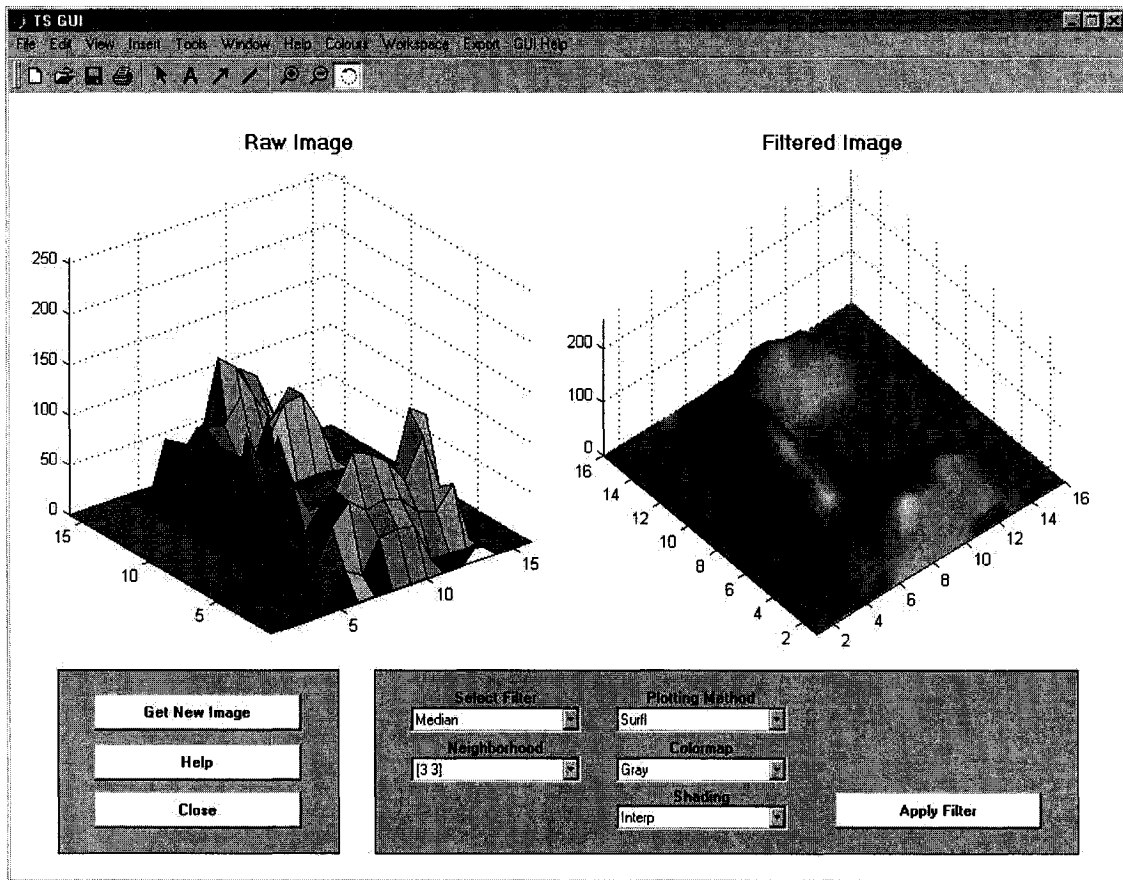 TS GUI
File Edit View Insert Tools Window Help Colour Workspace Export GUI Help
A
Raw Image
Filtered Image
250
200
150
100
50
0
15
10
5
5
10
15
200
100
0
16
14
12
10
8
6
4
2
2
4
6
8
10
12
14
16
Get New Image
Help
Close
Select Filter
Median
Neighborhood
[3 3]
Plotting Method
Surfl
Colormap
Gray
Shading
Interp
Apply Filter